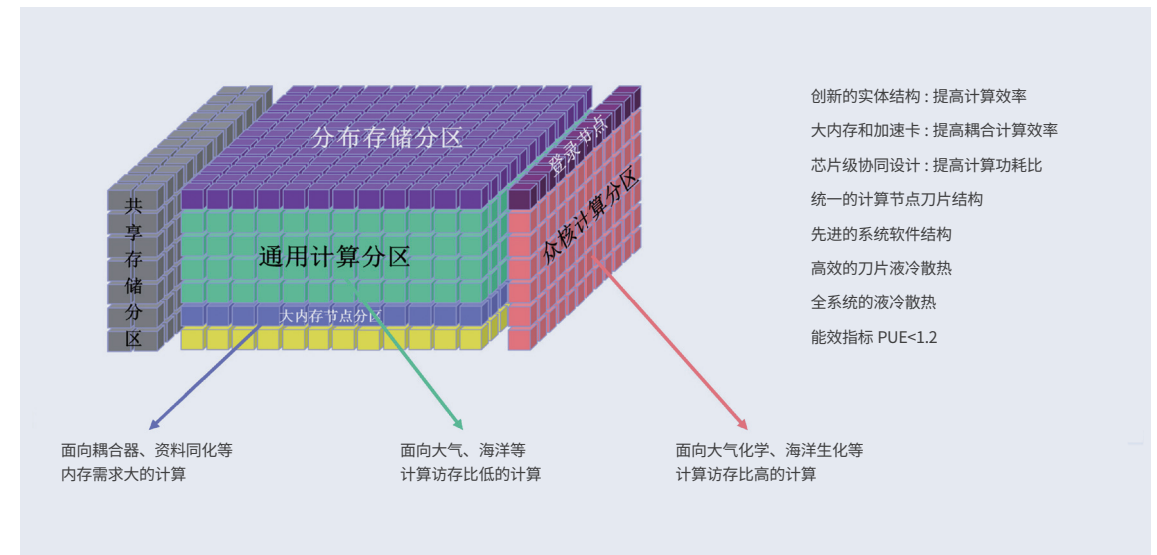 分布存储分区
登录节点
共享存储分区
通用计算分区
众核计算分区
大内存节点分区
创新的实体结构 : 提高计算效率
大内存和加速卡 : 提高耦合计算效率
芯片级协同设计 : 提高计算功耗比
统一的计算节点刀片结构
先进的系统软件结构
高效的刀片液冷散热
全系统的液冷散热
能效指标 PUE<1.2
面向耦合器、资料同化等
内存需求大的计算
面向大气、海洋等
计算访存比低的计算
面向大气化学、海洋生化等
计算访存比高的计算